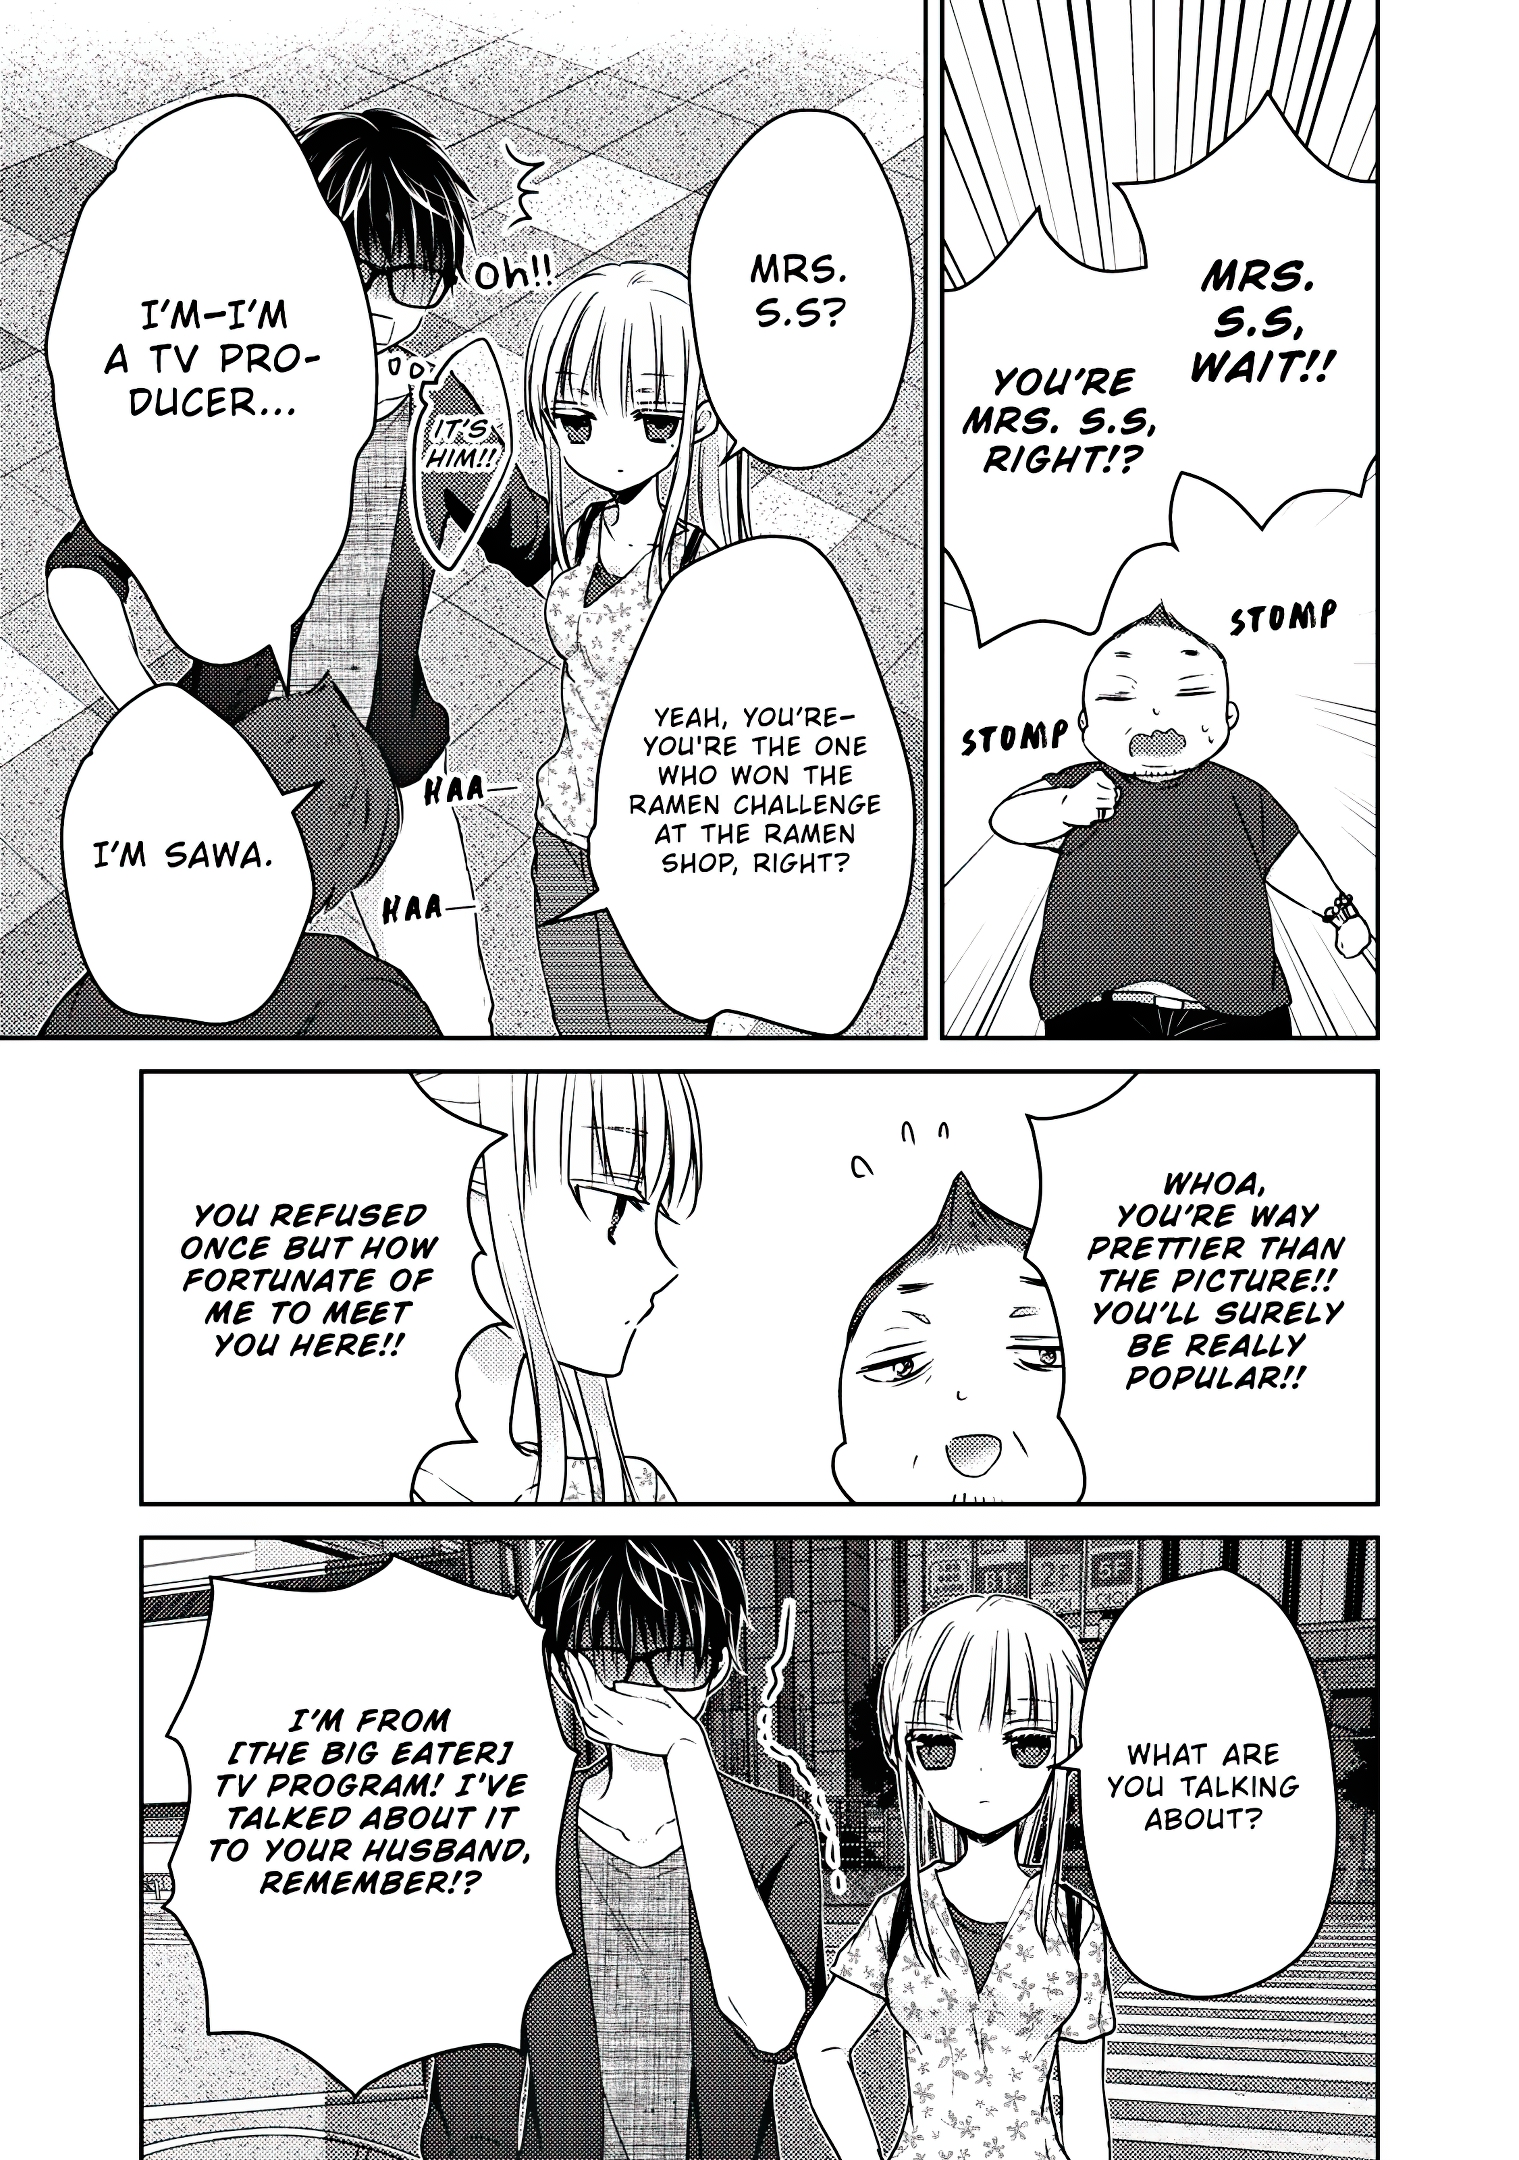 MRS.
S.S,
WAIT!!
YOU'RE
MRS. S.S,
RIGHT!?
STOMP
STOMP
MRS.
S.S?
Oh!!
IT'S
HIM!!
YEAH, YOU'RE-
YOU'RE THE ONE
WHO WON THE
RAMEN CHALLENGE
AT THE RAMEN
SHOP, RIGHT?
HAA—
HAA—
I'M-I'M
A TV PRO-
DUCER...
I'M SAWA.
WHOA,
YOU'RE WAY
PRETTIER THAN
THE PICTURE!!
YOU'LL SURELY
BE REALLY
POPULAR!!
YOU REFUSED
ONCE BUT HOW
FORTUNATE OF
ME TO MEET
YOU HERE!!
WHAT ARE
YOU TALKING
ABOUT?
I'M FROM
[THE BIG EATER]
TV PROGRAM! I'VE
TALKED ABOUT IT
TO YOUR HUSBAND,
REMEMBER!?